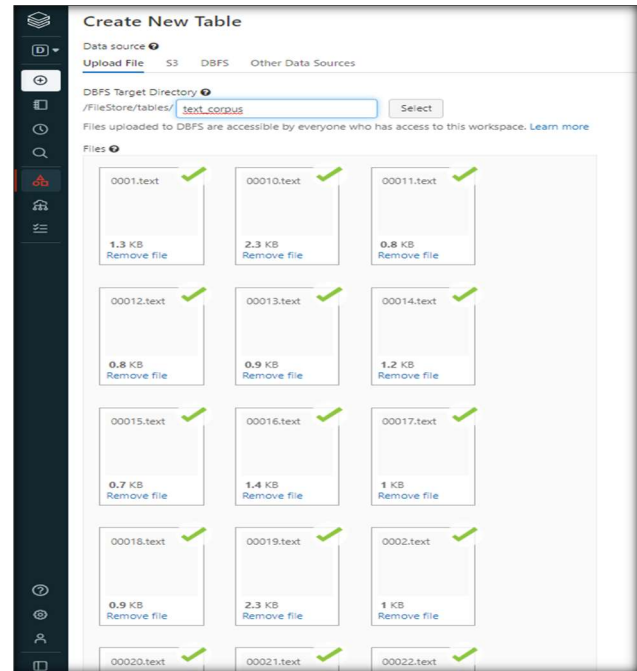 Create New Table
Data source
Upload File S3 DBFS Other Data Sources
D
DBFS Target Directory
/FileStore/tables/ text_corpus Select
Files uploaded to DBFS are accessible by everyone who has access to this workspace. Learn more
Files
0001.text 00010.text 00011.text
1.3 KB 2.3 KB 0.8 KB
Remove file Remove file Remove file
00012.text 00013.text 00014.text
0.8 KB 0.9 KB 1.2 KB
Remove file Remove file Remove file
00015.text 00016.text 00017.text
0.7 KB 1.4 KB 1 KB
Remove file Remove file Remove file
00018.text 00019.text 0002.text
0.9 KB 2.3 KB 1 KB
Remove file Remove file Remove file
00020.text 00021.text 00022.text